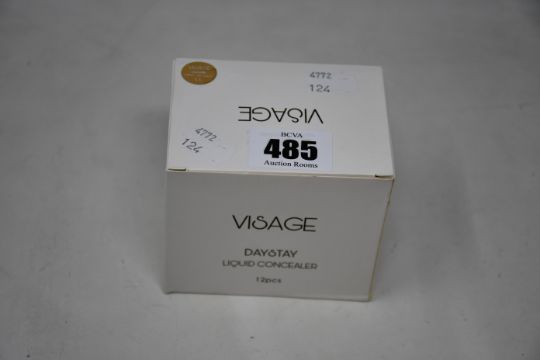 4772
124
VISAGE
4772
124
BCVA
485
Auction Rooms
VISAGE
DAYSTAY
LIQUID CONCEALER
12pcs